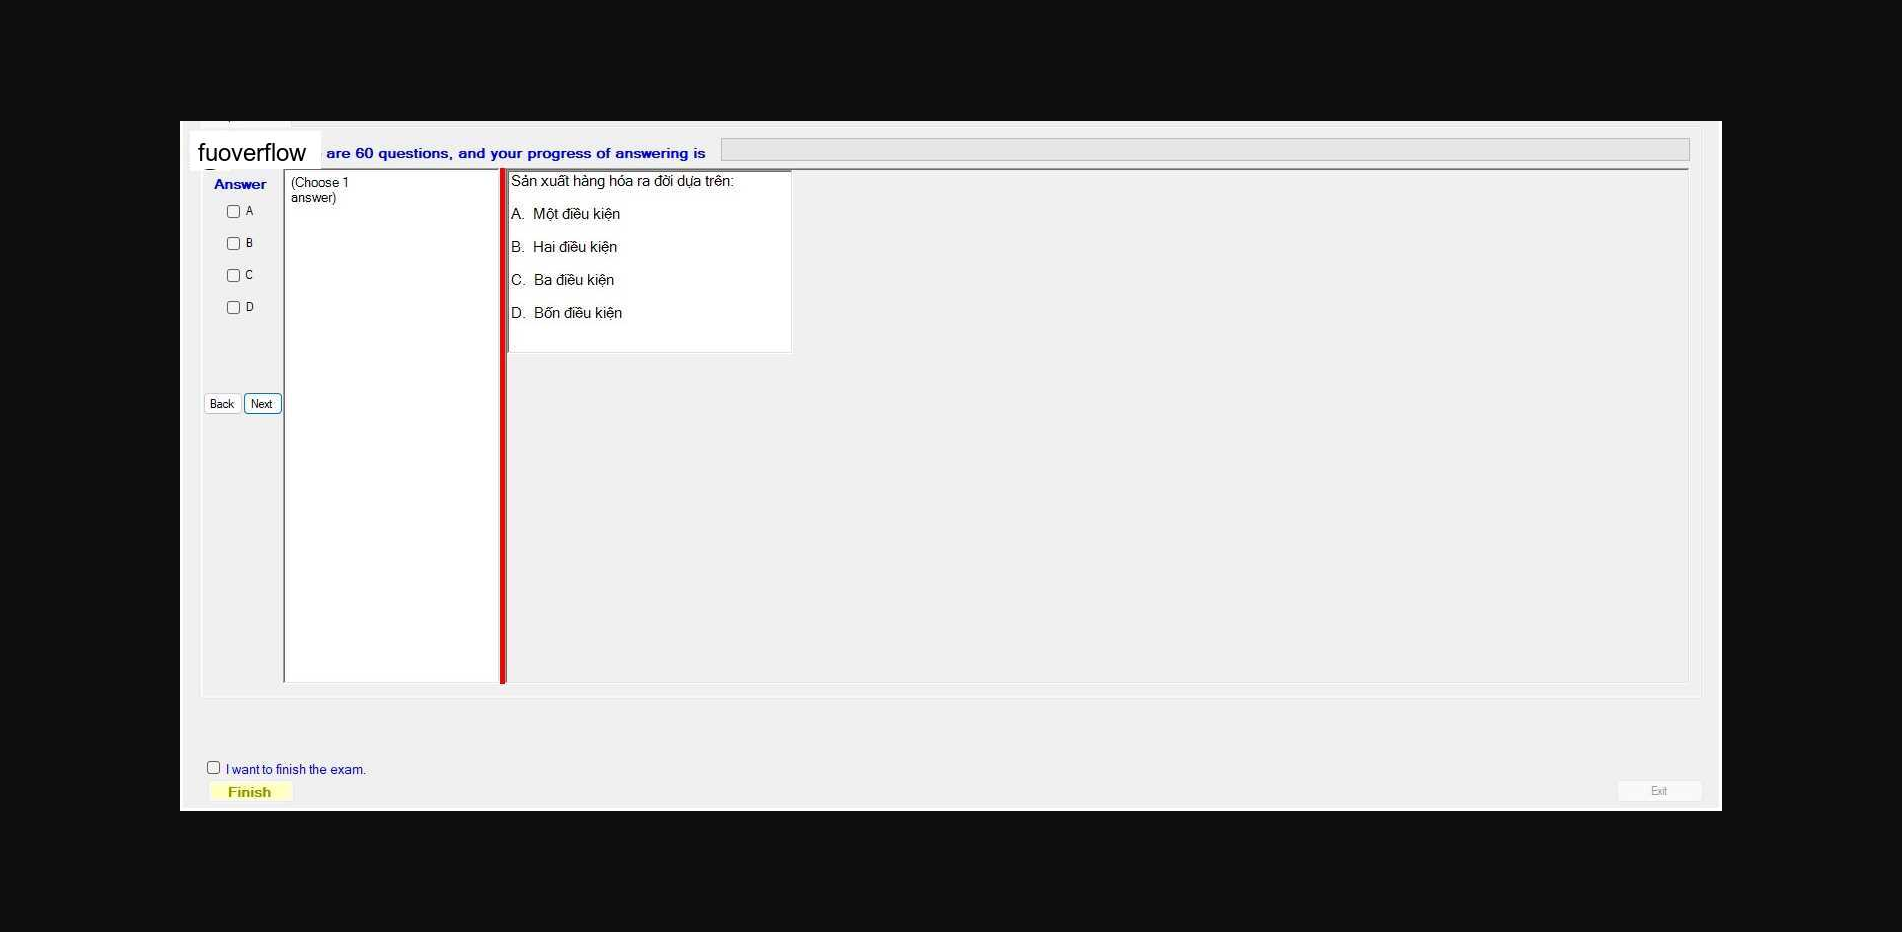 fuoverflow are 60 questions, and your progress of answering is
Answer
(Choose 1
answer)
A
B
C
D
Back Next
Sản xuất hàng hóa ra đời dựa trên:
A. Một điều kiện
B. Hai điều kiện
C. Ba điều kiện
D. Bốn điều kiện
I want to finish the exam.
Finish
Exit